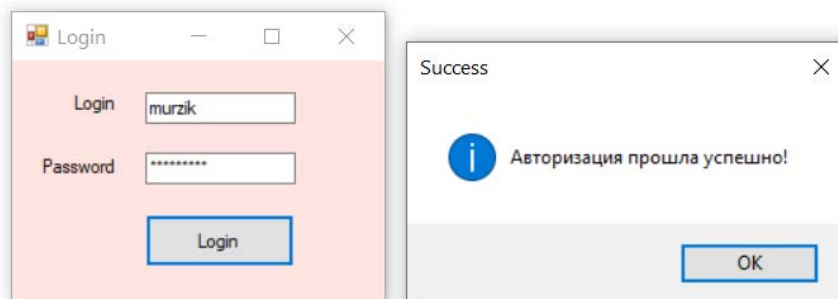 Login
Login
murzik
Password
*********
Login
Success
Авторизация прошла успешно!
OK